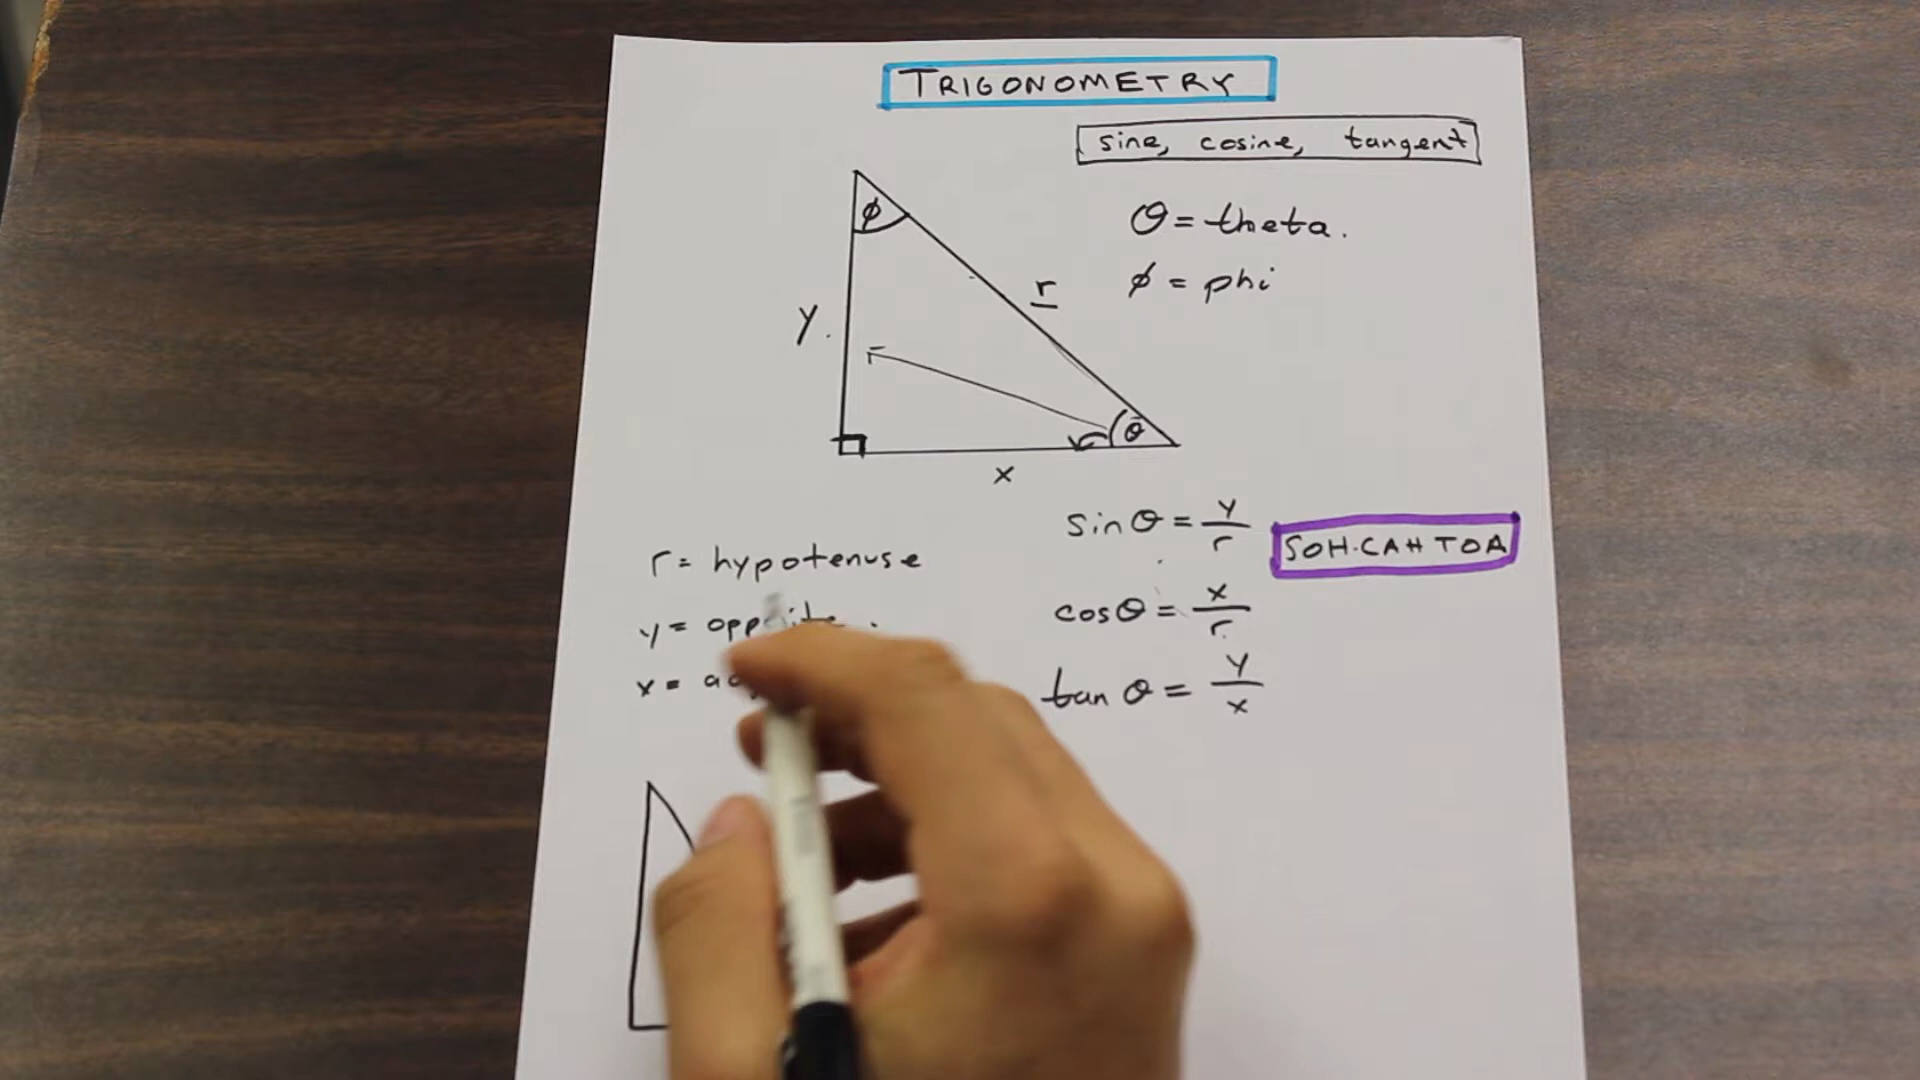 TRIGONOMETRY
sine, cosine, tangent
ϕ
θ = theta.
ϕ = phi
r
y.
θ
x
sin θ = y/r
SOH-CAH TOA
r = hypotenuse
cos θ = x/r
y =
x =
tan θ = y/x